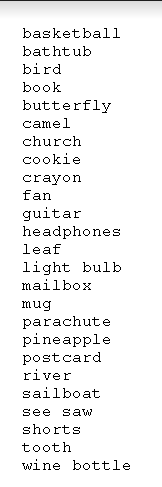 basketball
bathtub
bird
book
butterfly
camel
church
cookie
crayon
fan
guitar
headphones
leaf
light bulb
mailbox
mug
parachute
pineapple
postcard
river
sailboat
see saw
shorts
tooth
wine bottle